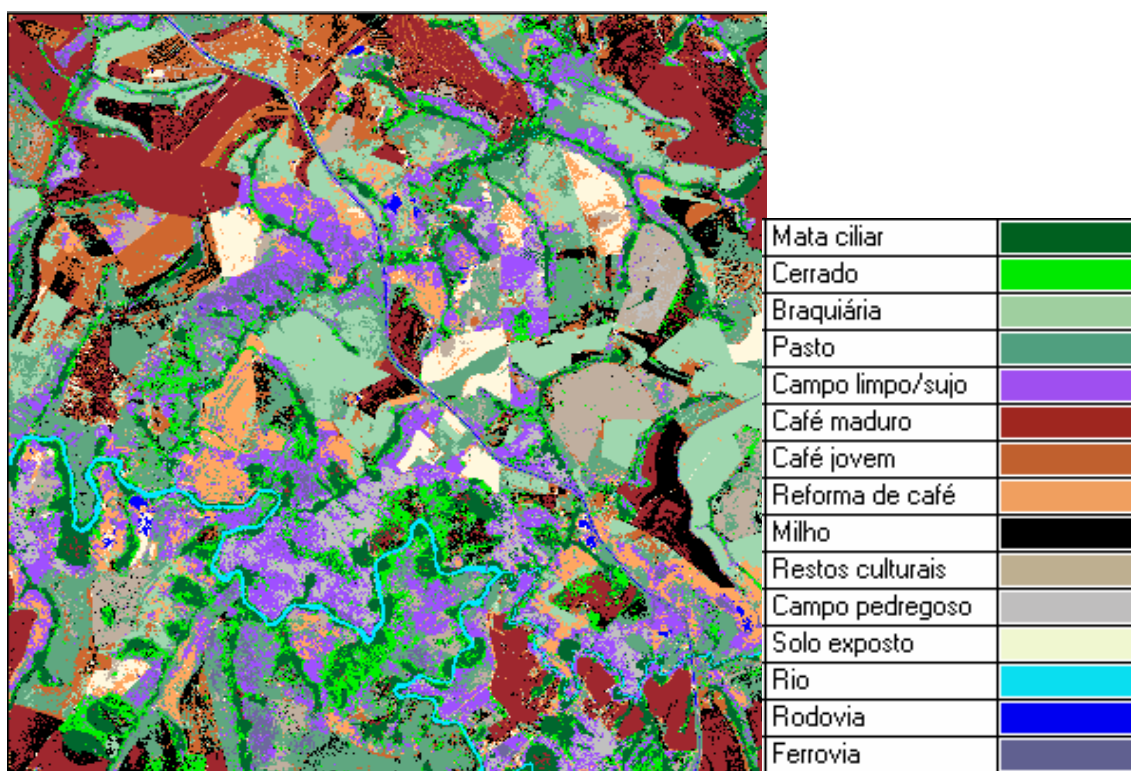 Mata ciliar
Cerrado
Braquiária
Pasto
Campo limpo/sujo
Café maduro
Café jovem
Reforma de café
Milho
Restos culturais
Campo pedregoso
Solo exposto
Rio
Rodovia
Ferrovia